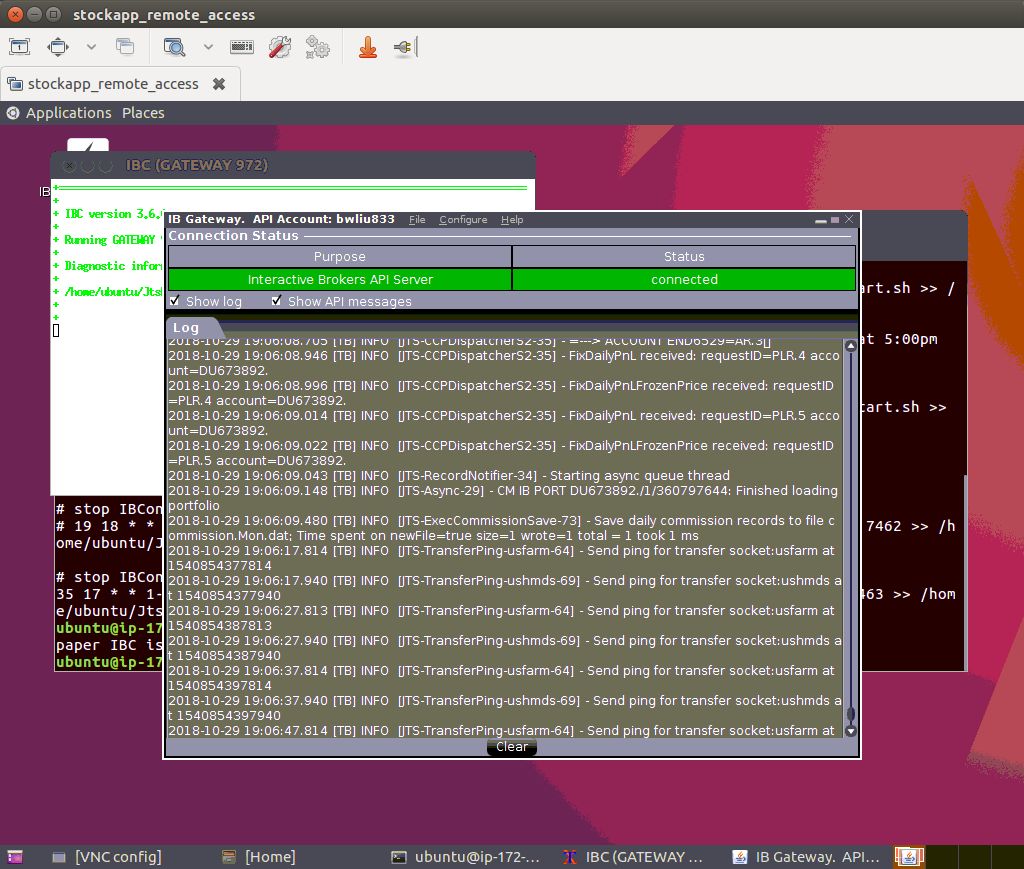 stockapp_remote_access
stockapp_remote_access
Applications Places
IBC (GATEWAY 972)
IB
+ IBC version 3.6.
+ Running GATEWAY
+ Diagnostic infor
+ /home/ubuntu/Jts
IB Gateway. API Account: bwliu833 File Configure Help
Connection Status
Purpose Status
Interactive Brokers API Server connected
Show log Show API messages
Log
2018-10-29 19:06:08.705 [TB] INFO [JTS-CCPDispatcherS2-35] - =---> ACCOUNT END6529=AR.3[]
2018-10-29 19:06:08.946 [TB] INFO [JTS-CCPDispatcherS2-35] - FixDailyPnL received: requestID=PLR.4 acco
unt=DU673892.
2018-10-29 19:06:08.996 [TB] INFO [JTS-CCPDispatcherS2-35] - FixDailyPnLFrozenPrice received: requestID
=PLR.4 account=DU673892.
2018-10-29 19:06:09.014 [TB] INFO [JTS-CCPDispatcherS2-35] - FixDailyPnL received: requestID=PLR.5 acco
unt=DU673892.
2018-10-29 19:06:09.022 [TB] INFO [JTS-CCPDispatcherS2-35] - FixDailyPnLFrozenPrice received: requestID
=PLR.5 account=DU673892.
2018-10-29 19:06:09.043 [TB] INFO [JTS-RecordNotifier-34] - Starting async queue thread
2018-10-29 19:06:09.148 [TB] INFO [JTS-Async-29] - CM IB PORT DU673892./1/360797644: Finished loading
portfolio
2018-10-29 19:06:09.480 [TB] INFO [JTS-ExecCommissionSave-73] - Save daily commission records to file c
ommission.Mon.dat; Time spent on newFile=true size=1 wrote=1 total = 1 took 1 ms
2018-10-29 19:06:17.814 [TB] INFO [JTS-TransferPing-usfarm-64] - Send ping for transfer socket:usfarm at
1540854377814
2018-10-29 19:06:17.940 [TB] INFO [JTS-TransferPing-ushmds-69] - Send ping for transfer socket:ushmds a
t 1540854377940
2018-10-29 19:06:27.813 [TB] INFO [JTS-TransferPing-usfarm-64] - Send ping for transfer socket:usfarm at
1540854387813
2018-10-29 19:06:27.940 [TB] INFO [JTS-TransferPing-ushmds-69] - Send ping for transfer socket:ushmds a
t 1540854387940
2018-10-29 19:06:37.814 [TB] INFO [JTS-TransferPing-usfarm-64] - Send ping for transfer socket:usfarm at
1540854397814
2018-10-29 19:06:37.940 [TB] INFO [JTS-TransferPing-ushmds-69] - Send ping for transfer socket:ushmds a
t 1540854397940
2018-10-29 19:06:47.814 [TB] INFO [JTS-TransferPing-usfarm-64] - Send ping for transfer socket:usfarm at
Clear
art.sh >> /
at 5:00pm
tart.sh >>
# stop IBCon
# 19 18 * * 7462 >> /h
ome/ubuntu/J
# stop IBCon
35 17 * * 1- 463 >> /hom
e/ubuntu/Jts
ubuntu@ip-17
paper IBC is
ubuntu@ip-17
[VNC config] [Home] ubuntu@ip-172-... IBC (GATEWAY ... IB Gateway. API...